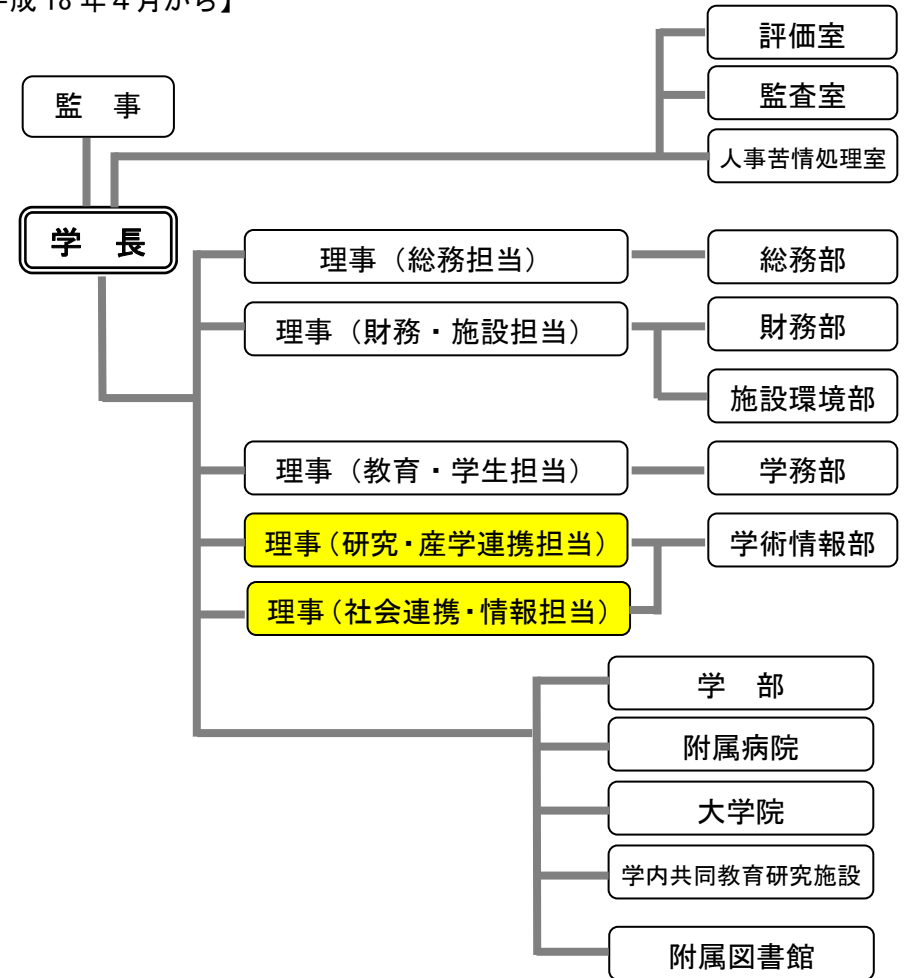 成 18 年４月から】
評価室
監　事
監査室
人事苦情処理室
学　長
理事（総務担当）
総務部
理事（財務・施設担当）
財務部
施設環境部
理事（教育・学生担当）
学務部
理事（研究・産学連携担当）
学術情報部
理事（社会連携・情報担当）
学　部
附属病院
大学院
学内共同教育研究施設
附属図書館